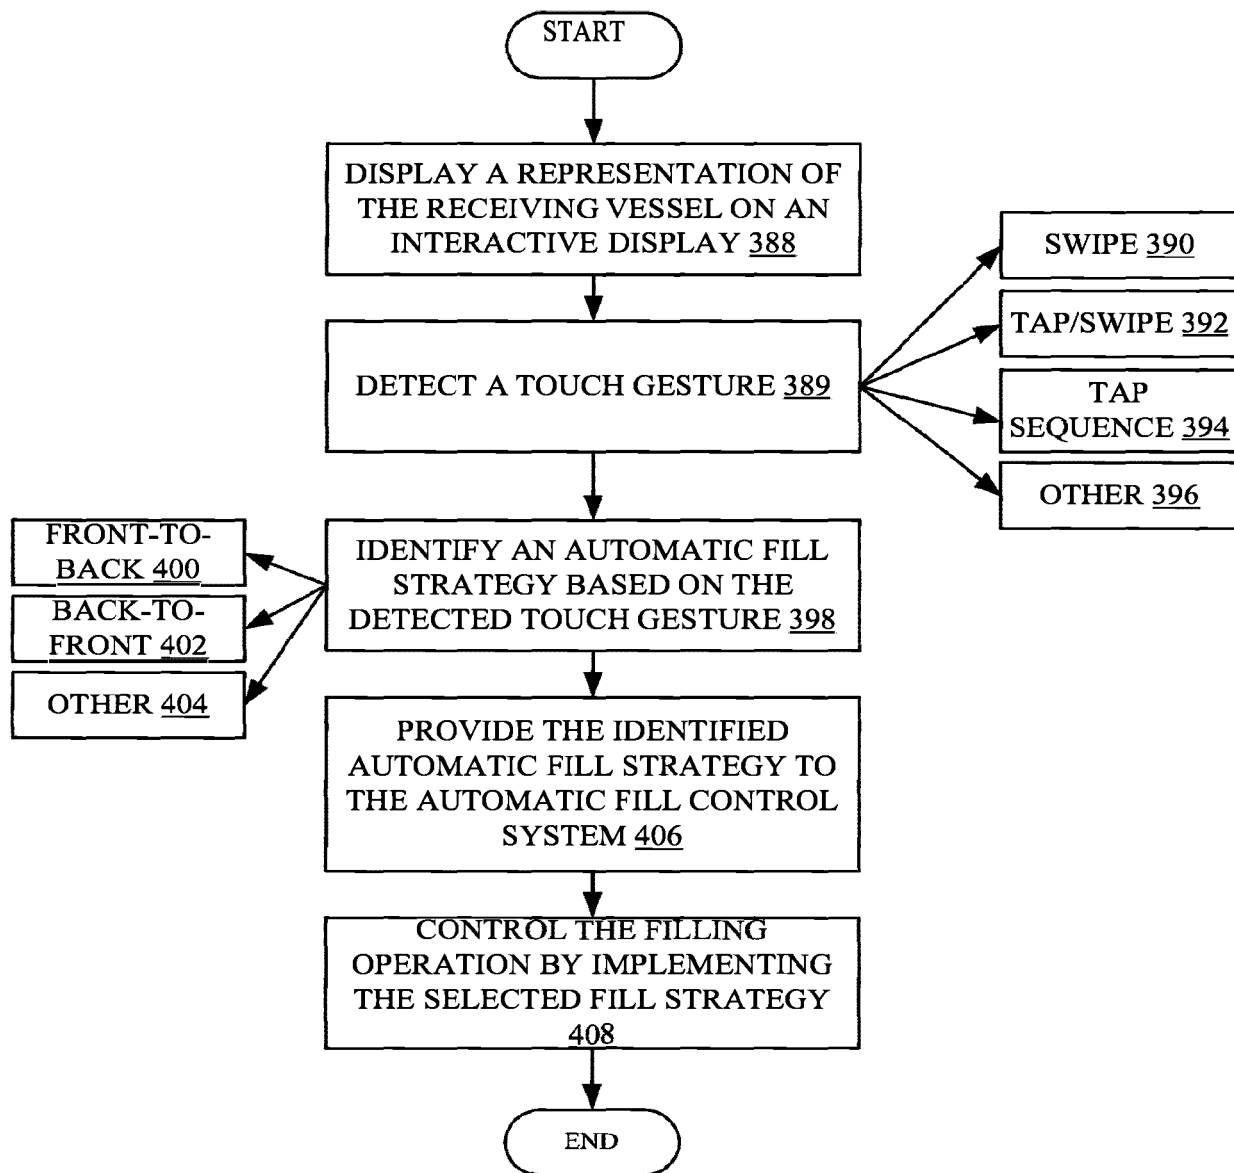 START
DISPLAY A REPRESENTATION OF
THE RECEIVING VESSEL ON AN
INTERACTIVE DISPLAY 388
SWIPE 390
TAP/SWIPE 392
DETECT A TOUCH GESTURE 389
TAP
SEQUENCE 394
OTHER 396
FRONT-TO-
BACK 400
BACK-TO-
FRONT 402
OTHER 404
IDENTIFY AN AUTOMATIC FILL
STRATEGY BASED ON THE
DETECTED TOUCH GESTURE 398
PROVIDE THE IDENTIFIED
AUTOMATIC FILL STRATEGY TO
THE AUTOMATIC FILL CONTROL
SYSTEM 406
CONTROL THE FILLING
OPERATION BY IMPLEMENTING
THE SELECTED FILL STRATEGY
408
END